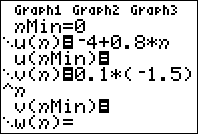 Graph1 Graph2 Graph3
nMin=0
u(n)=-4+0.8*n
u(nMin)=
v(n)=0.1*(-1.5)
^n
v(nMin)=
w(n)=